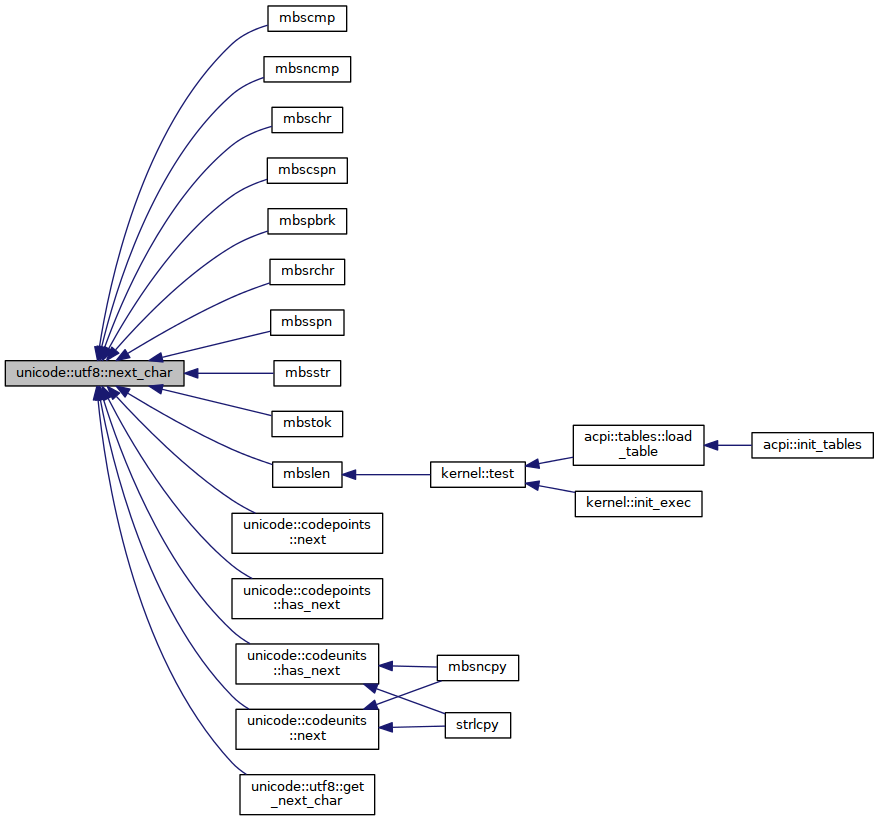 mbscmp
mbsncmp
mbschr
mbscspn
mbspbrk
mbsrchr
mbsspn
unicode::utf8::next_char
mbsstr
mbstok
mbslen
kernel::test
acpi::tables::load
_table
acpi::init_tables
kernel::init_exec
unicode::codepoints
::next
unicode::codepoints
::has_next
unicode::codeunits
::has_next
mbsncpy
unicode::codeunits
::next
strlcpy
unicode::utf8::get
_next_char